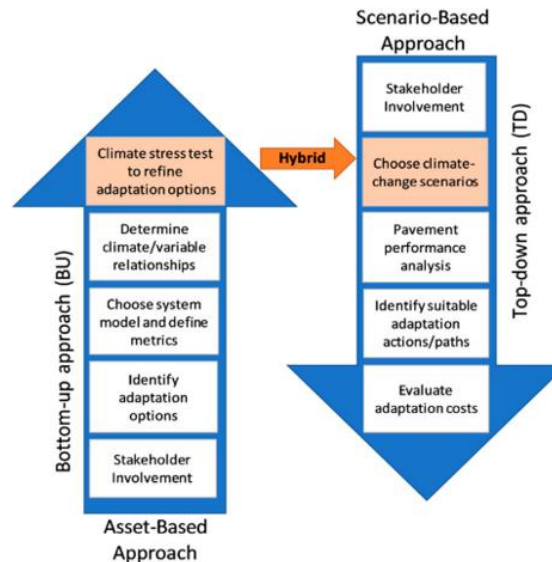 Scenario-Based
Approach
Stakeholder
Involvement
Climate stress test
to refine
adaptation options
Hybrid
Choose climate-
change scenarios
Determine
climate/variable
relationships
Pavement
performance
analysis
Choose system
model and define
metrics
Identify suitable
adaptation
actions/paths
Identify
adaptation
options
Evaluate
adaptation costs
Stakeholder
Involvement
Bottom-up approach (BU)
Top-down approach (TD)
Asset-Based
Approach